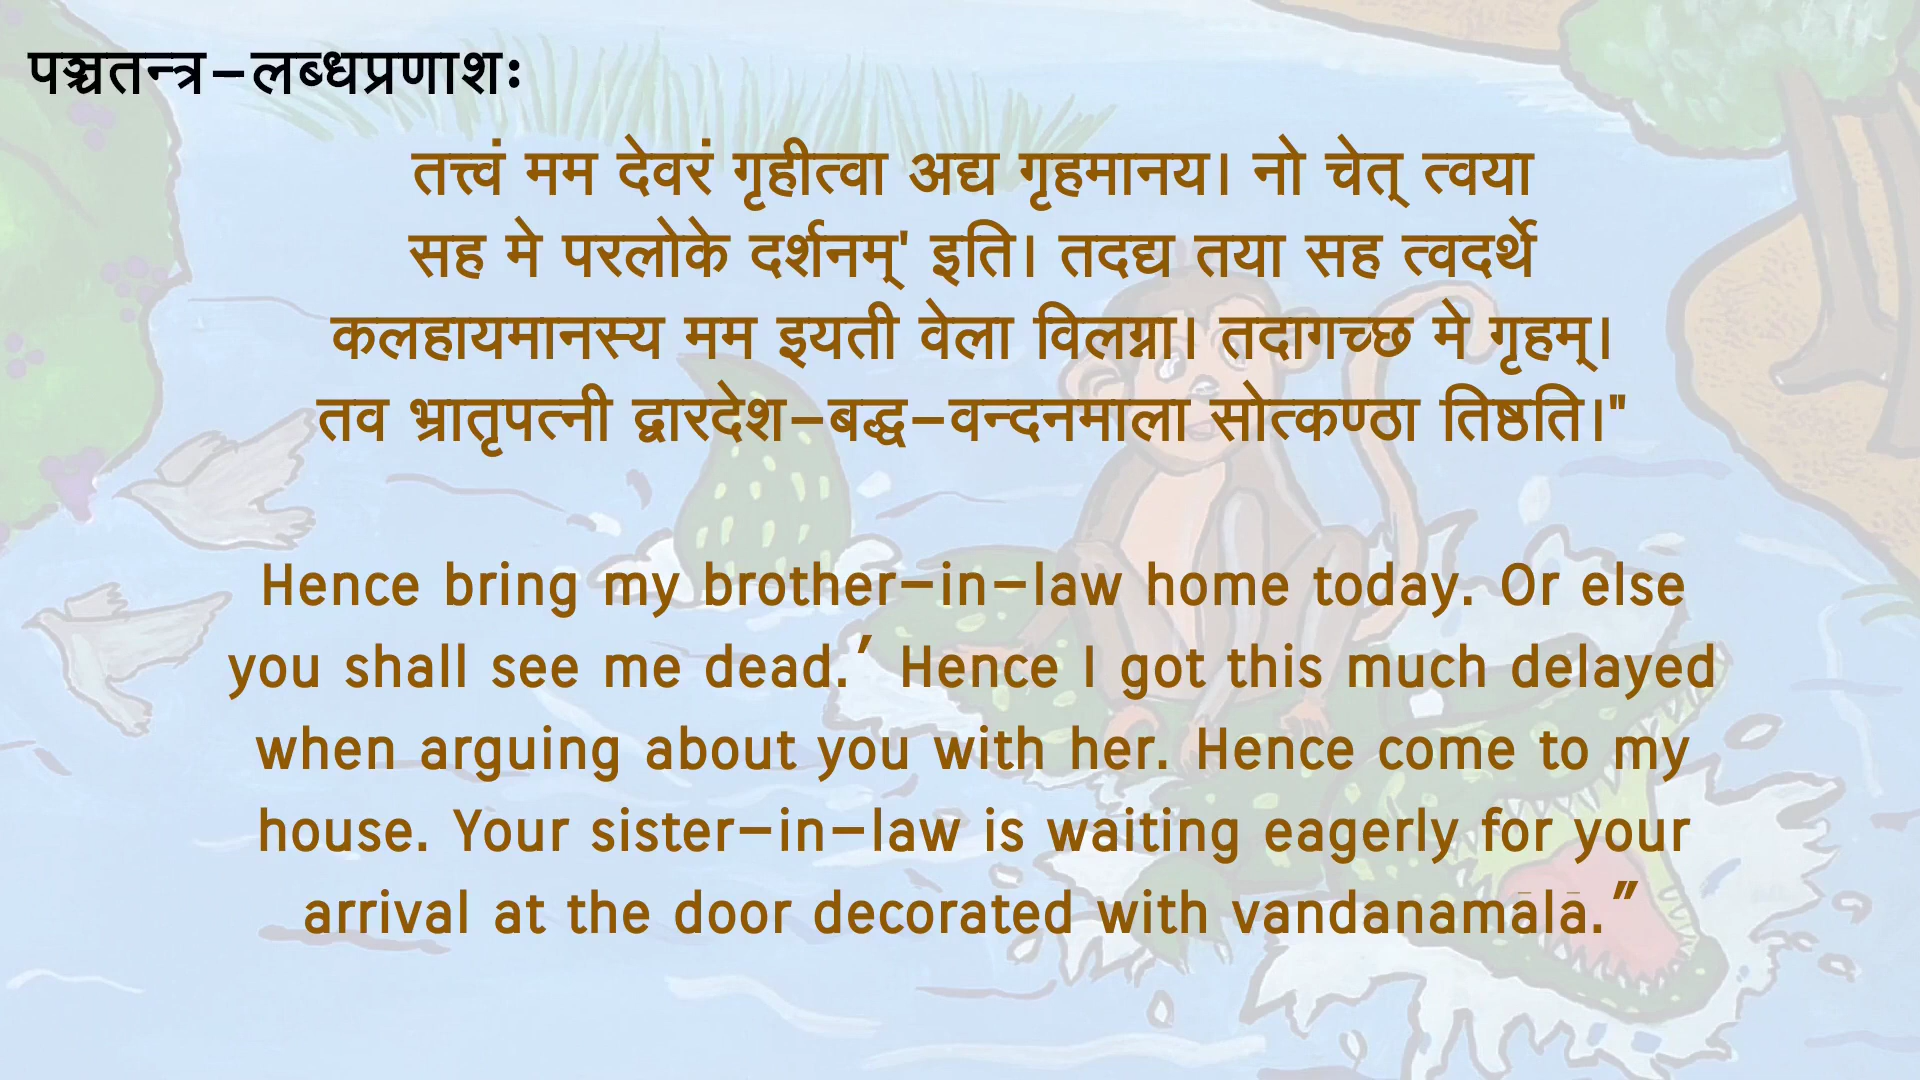 पञ्चतन्त्र-लब्धप्रणाशः
तत्त्वं मम देवरं गृहीत्वा अद्य गृहमानय। नो चेत् त्वया
सह मे परलोके दर्शनम्' इति। तदद्य तया सह त्वदर्थे
कलहायमानस्य मम इयती वेला विलग्ना। तदागच्छ मे गृहम्।
तव भ्रातृपत्नी द्वारदेश-बद्ध-वन्दनमाला सोत्कण्ठा तिष्ठति।"
Hence bring my brother-in-law home today. Or else
you shall see me dead.’ Hence I got this much delayed
when arguing about you with her. Hence come to my
house. Your sister-in-law is waiting eagerly for your
arrival at the door decorated with vandanamālā.”